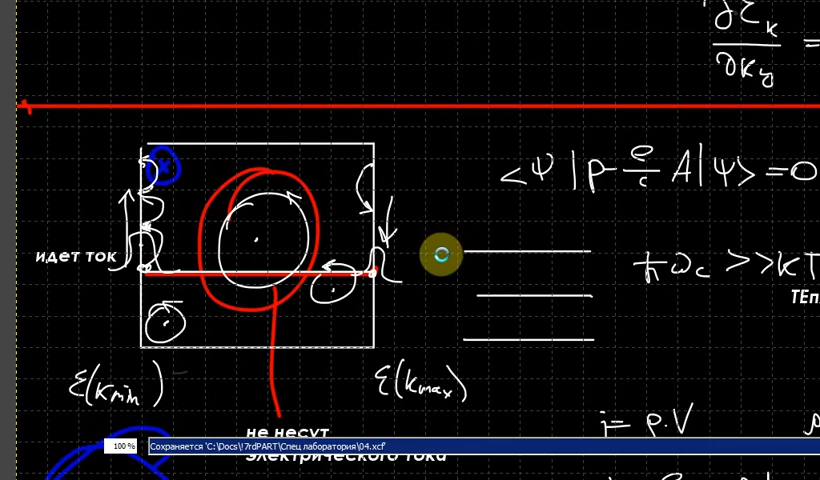 ∂ε_k
∂k_y =
<Ψ|p - e/c A|Ψ> = 0
идет ток
ħω_c >> kT
ТЕп
ε(k_min)
ε(k_max)
не несут
j = ρ·V
100 %
Сохраняется 'C:\Docs\!7rdPART\Спец лаборатория\04.xcf'
электрического тока